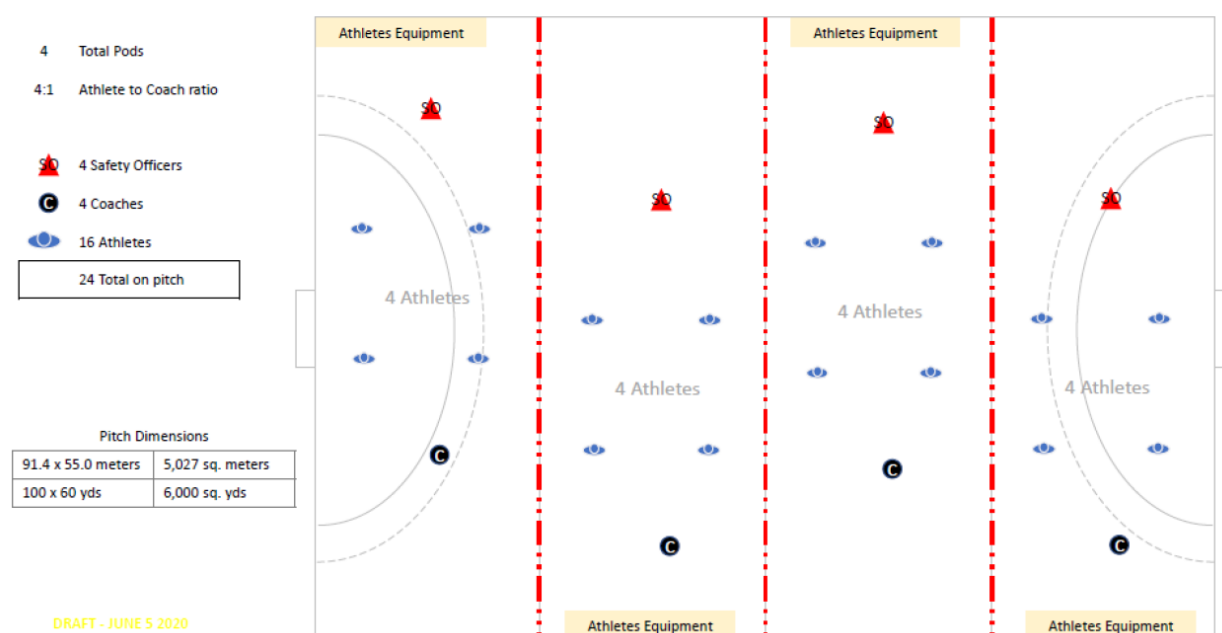 4 Total Pods
4:1 Athlete to Coach ratio
SO 4 Safety Officers
C 4 Coaches
16 Athletes
24 Total on pitch
Pitch Dimensions
91.4 x 55.0 meters 5,027 sq. meters
100 x 60 yds 6,000 sq. yds
DRAFT - JUNE 5 2020
Athletes Equipment
SO
4 Athletes
C
SO
4 Athletes
C
Athletes Equipment
Athletes Equipment
SO
4 Athletes
C
SO
4 Athletes
C
Athletes Equipment